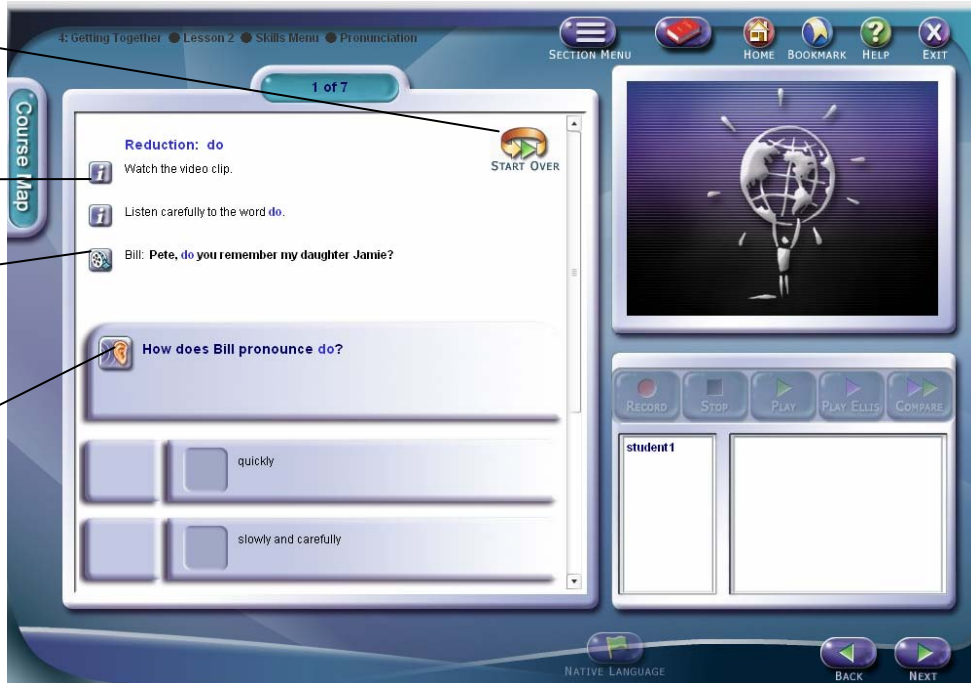 4: Getting Together ● Lesson 2 ● Skills Menu ● Pronunciation
SECTION MENU
HOME
BOOKMARK
HELP
EXIT
Course Map
1 of 7
Reduction: do
START OVER
Watch the video clip.
Listen carefully to the word do.
Bill: Pete, do you remember my daughter Jamie?
How does Bill pronounce do?
quickly
slowly and carefully
RECORD
STOP
PLAY
PLAY ELLIS
COMPARE
student1
NATIVE LANGUAGE
BACK
NEXT